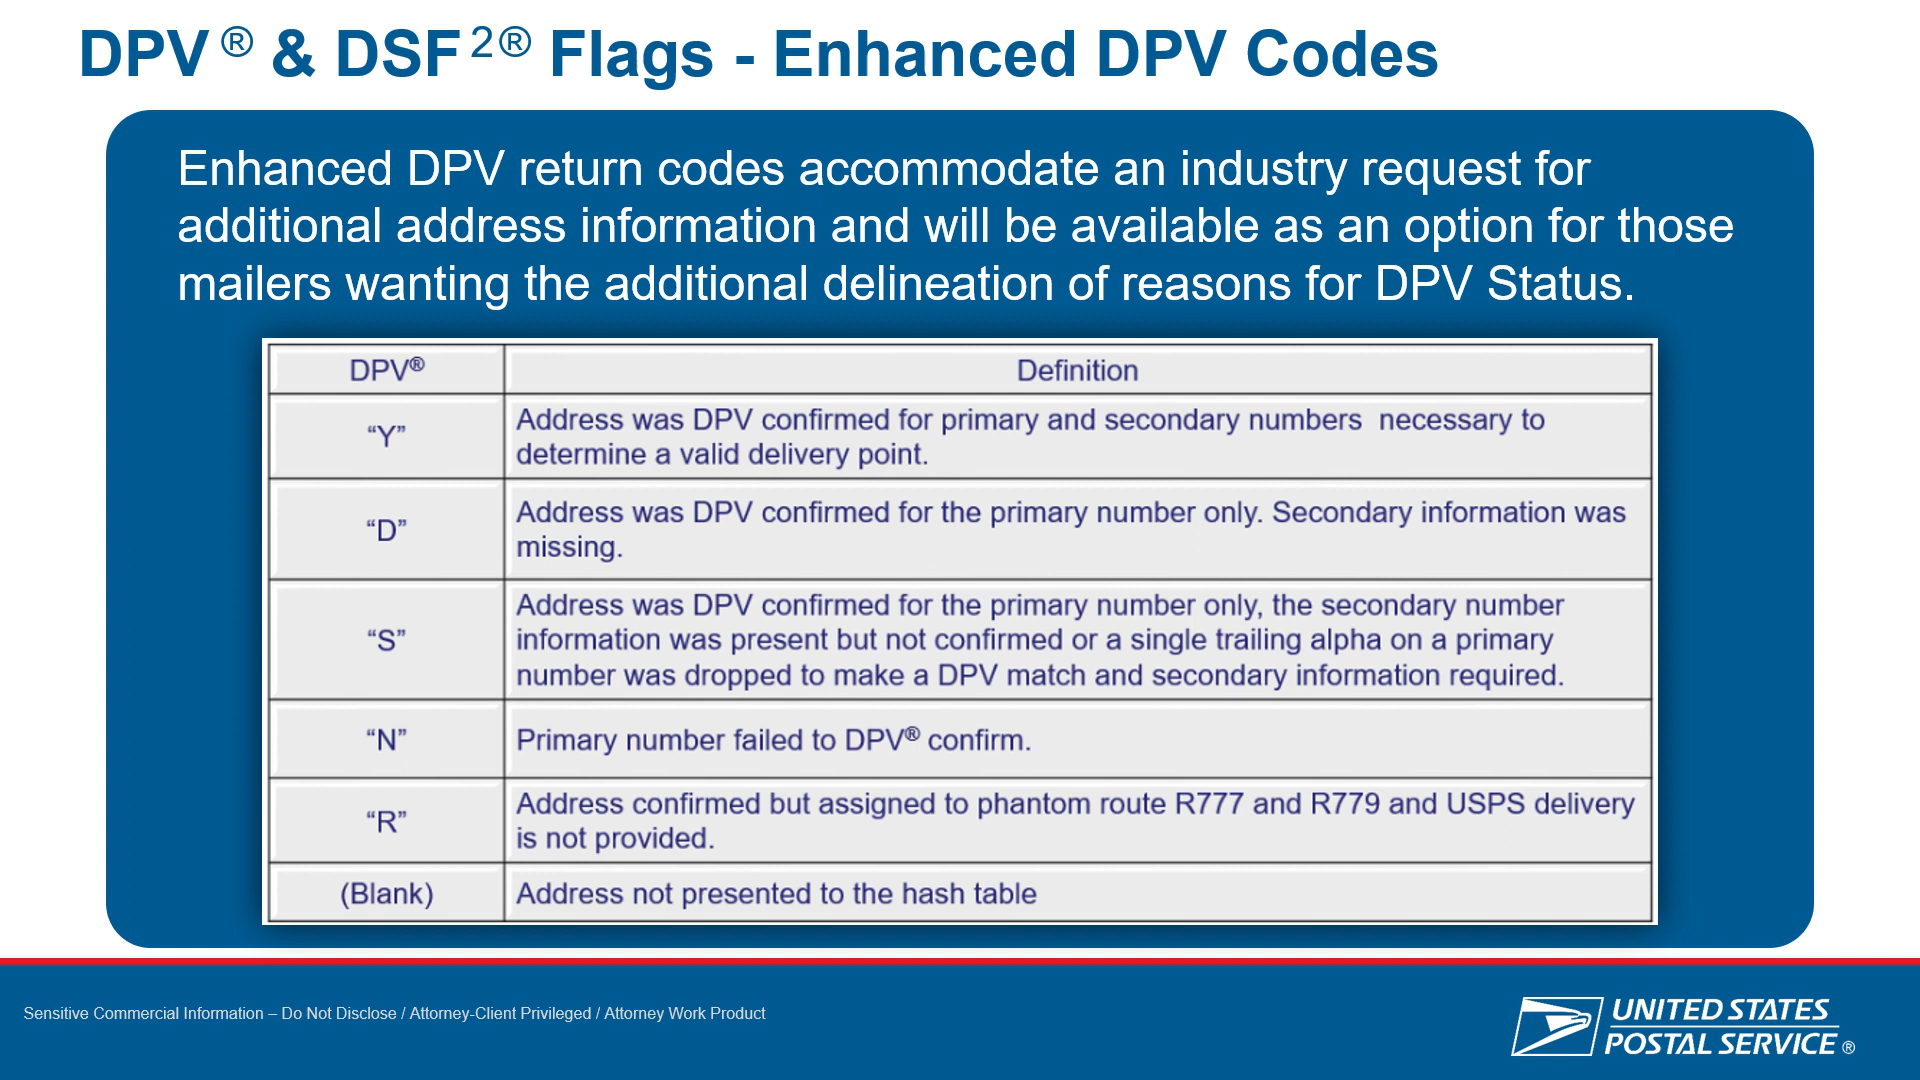 DPV® & DSF²® Flags - Enhanced DPV Codes
Enhanced DPV return codes accommodate an industry request for
additional address information and will be available as an option for those
mailers wanting the additional delineation of reasons for DPV Status.
DPV® Definition
“Y” Address was DPV confirmed for primary and secondary numbers necessary to
determine a valid delivery point.
“D” Address was DPV confirmed for the primary number only. Secondary information was
missing.
“S” Address was DPV confirmed for the primary number only, the secondary number
information was present but not confirmed or a single trailing alpha on a primary
number was dropped to make a DPV match and secondary information required.
“N” Primary number failed to DPV® confirm.
“R” Address confirmed but assigned to phantom route R777 and R779 and USPS delivery
is not provided.
(Blank) Address not presented to the hash table
Sensitive Commercial Information – Do Not Disclose / Attorney-Client Privileged / Attorney Work Product
UNITED STATES
POSTAL SERVICE ®